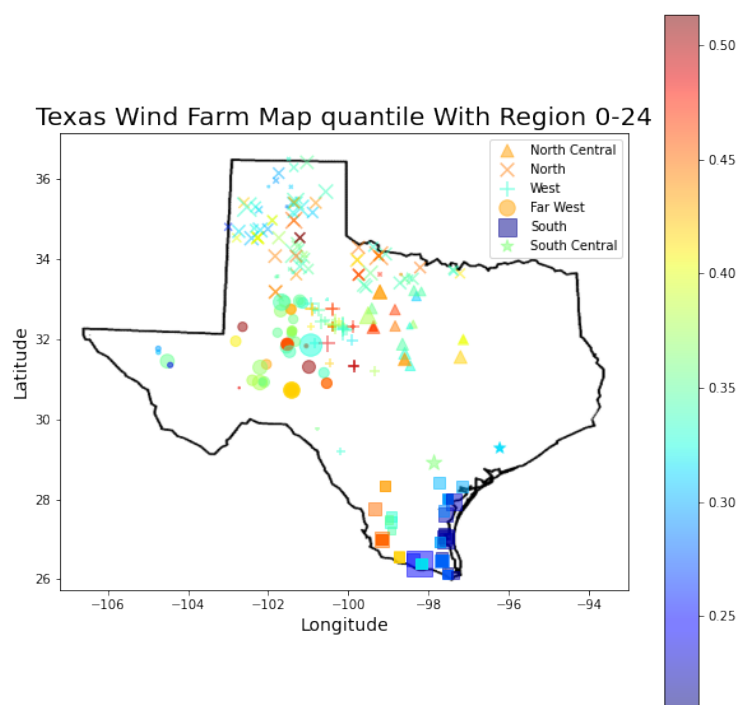 Texas Wind Farm Map quantile With Region 0-24
North Central
North
West
Far West
South
South Central
36
34
32
30
28
26
Latitude
−106
−104
−102
−100
−98
−96
−94
Longitude
0.50
0.45
0.40
0.35
0.30
0.25